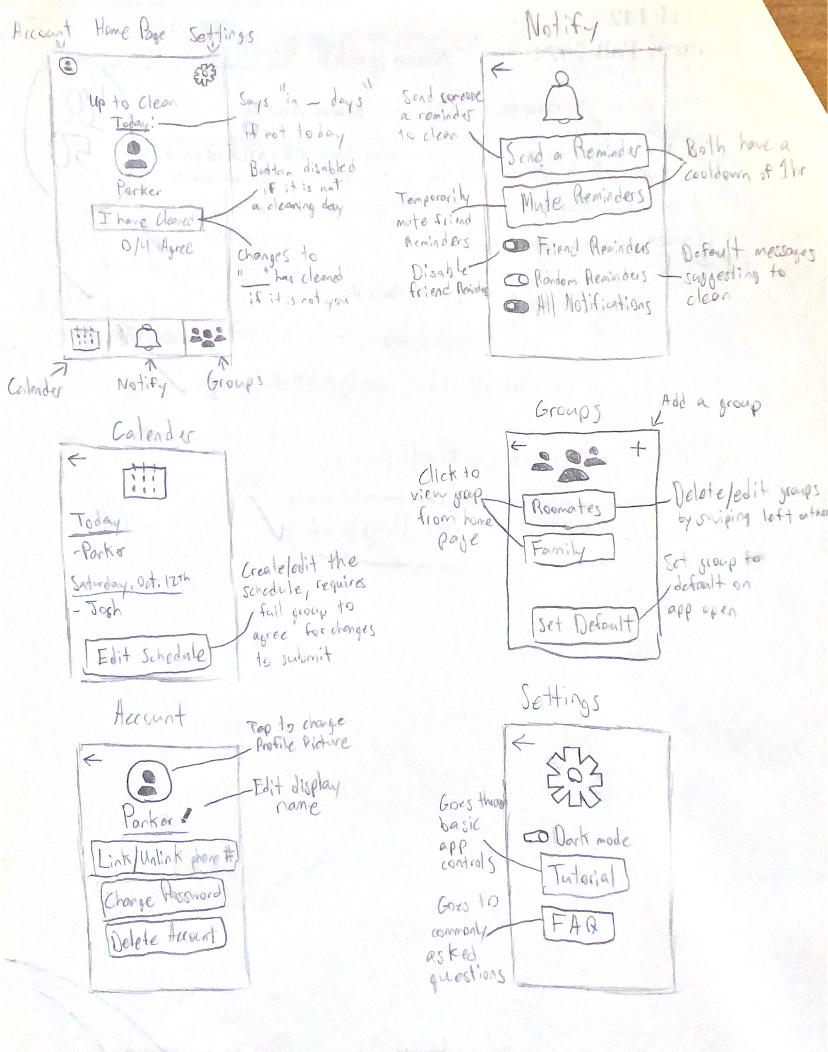 Account Home Page Settings
Up to Clean
Today:
Parker
I have cleaned
0/4 Agree
Says "in _ days"
if not today
Button disabled
if it is not
a cleaning day
Changes to
"___" has cleaned
if it is not you
Calender
Notify
Groups
Notify
Send someone
a reminder
to clean
Send a Reminder
Mute Reminders
Both have a
cooldown of 1hr
Temporarily
mute friend
Reminders
Friend Reminders
Random Reminders
All Notifications
Disable
friend Reminders
Default messages
suggesting to
clean
Calender
Today
-Parker
Saturday, Oct. 12th
- Josh
Edit Schedule
Create/edit the
schedule, requires
full group to
agree for changes
to submit
Groups
Add a group
+
Click to
view group
from home
page
Roomates
Family
Set Default
Delete/edit groups
by swiping left on them
Set group to
default on
app open
Account
Tap to change
Profile Picture
Parker
Edit display
name
Link/Unlink phone #
Change Password
Delete Account
Settings
Dark mode
Tutorial
FAQ
Goes through
basic
app
controls
Goes to
commonly
asked
questions